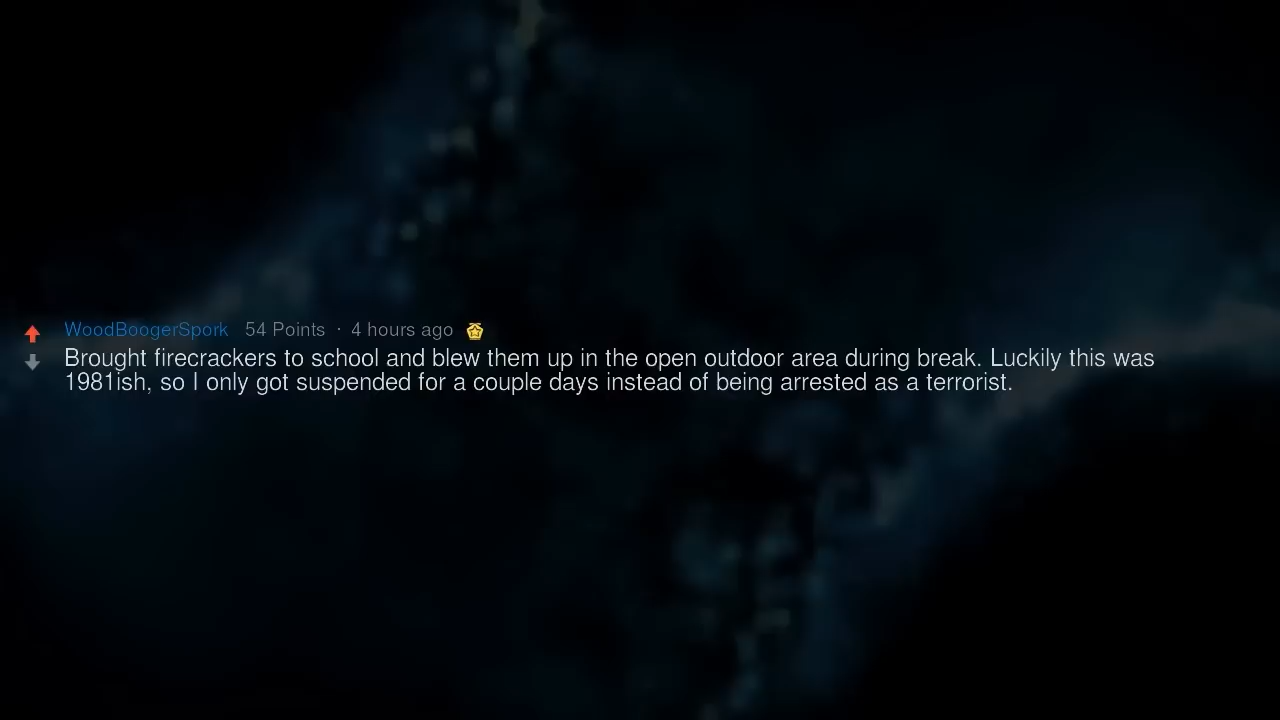 WoodBoogerSpork 54 Points · 4 hours ago
Brought firecrackers to school and blew them up in the open outdoor area during break. Luckily this was
1981ish, so I only got suspended for a couple days instead of being arrested as a terrorist.